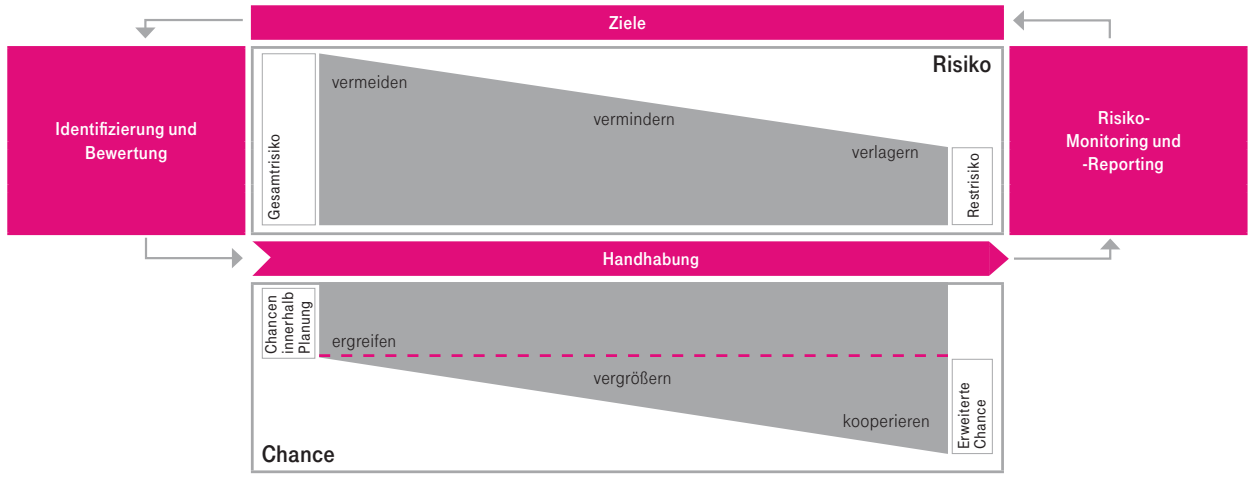 Ziele
Identifizierung und
Bewertung
Risiko
Gesamtrisiko
vermeiden
vermindern
verlagern
Restrisiko
Risiko-
Monitoring und
-Reporting
Handhabung
Chancen
innerhalb
Planung
ergreifen
vergrößern
kooperieren
Erweiterte
Chance
Chance